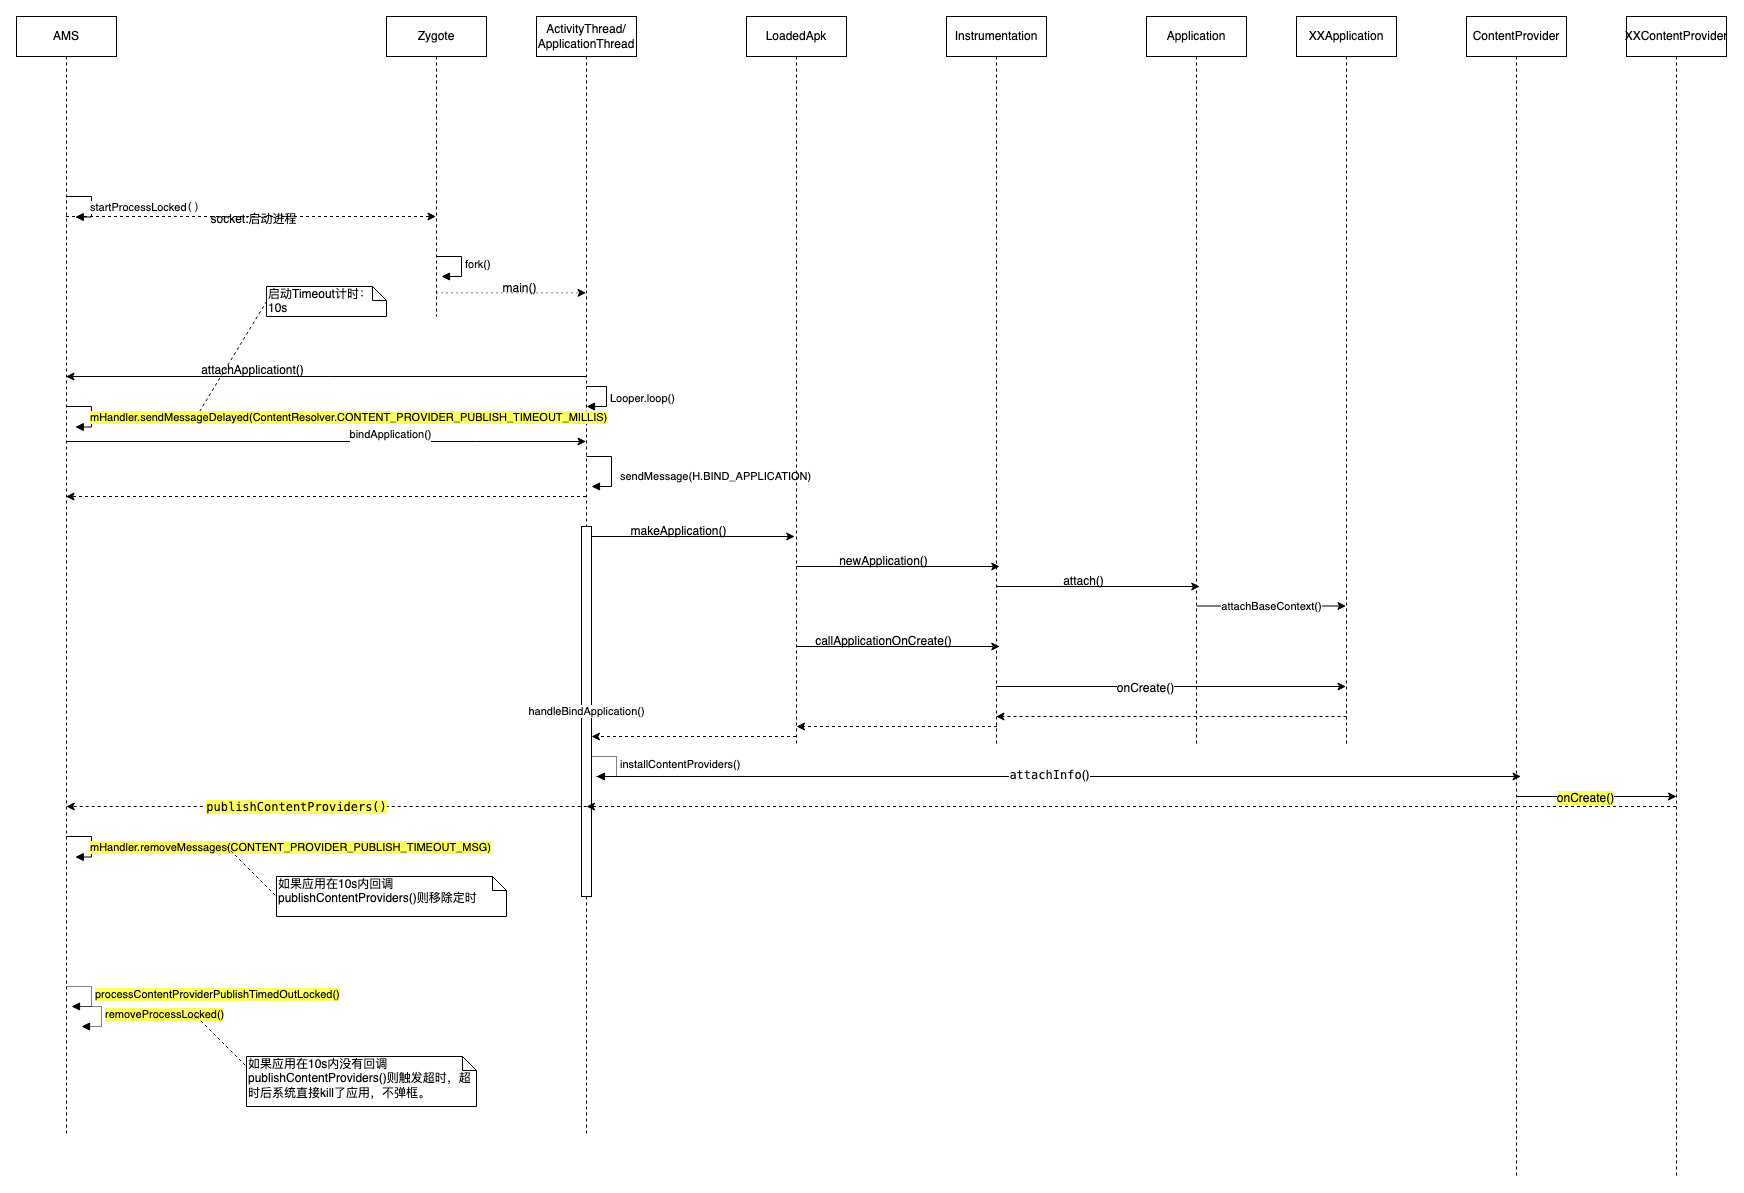 AMS
Zygote
ActivityThread/
ApplicationThread
LoadedApk
Instrumentation
Application
XXApplication
ContentProvider
XXContentProvider
startProcessLocked()
socket:启动进程
fork()
main()
启动Timeout计时：
10s
attachApplicationt()
Looper.loop()
mHandler.sendMessageDelayed(ContentResolver.CONTENT_PROVIDER_PUBLISH_TIMEOUT_MILLIS)
bindApplication()
sendMessage(H.BIND_APPLICATION)
makeApplication()
newApplication()
attach()
attachBaseContext()
callApplicationOnCreate()
onCreate()
handleBindApplication()
installContentProviders()
attachInfo()
onCreate()
publishContentProviders()
mHandler.removeMessages(CONTENT_PROVIDER_PUBLISH_TIMEOUT_MSG)
如果应用在10s内回调
publishContentProviders()则移除定时
processContentProviderPublishTimedOutLocked()
removeProcessLocked()
如果应用在10s内没有回调
publishContentProviders()则触发超时，超
时后系统直接kill了应用，不弹框。